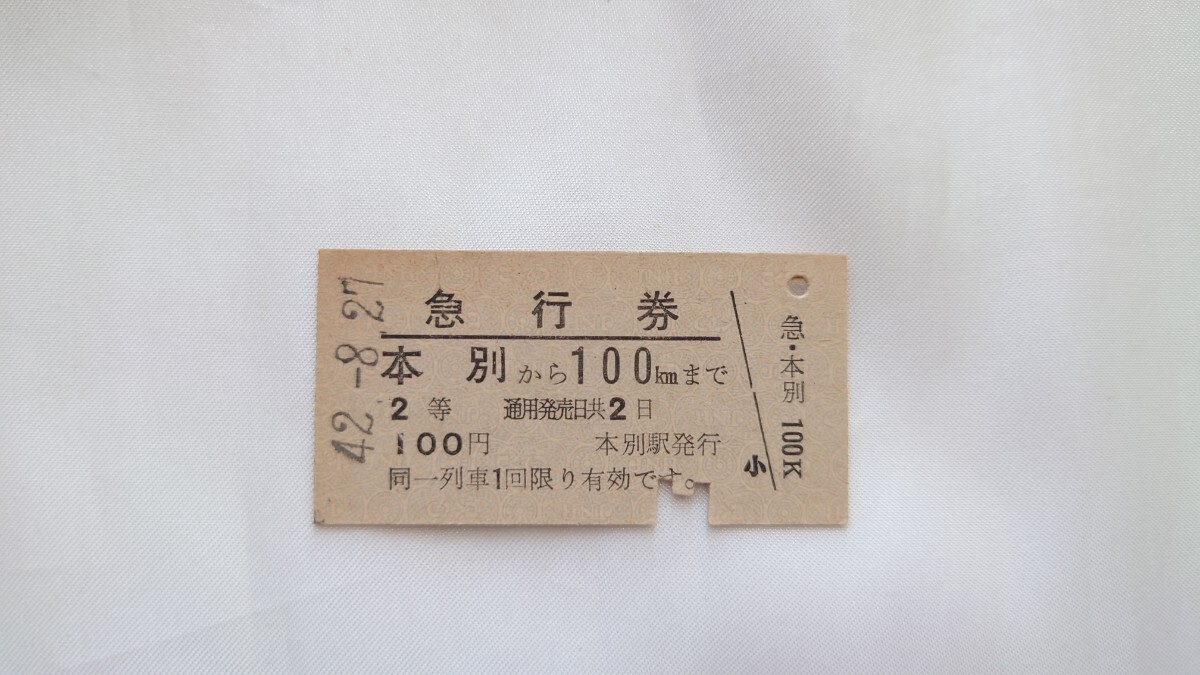 42.-8.27
急行券
本別から100kmまで
2等 通用発売日共2日
100円 本別駅発行
同一列車1回限り有効です。
小
急・本別 100K